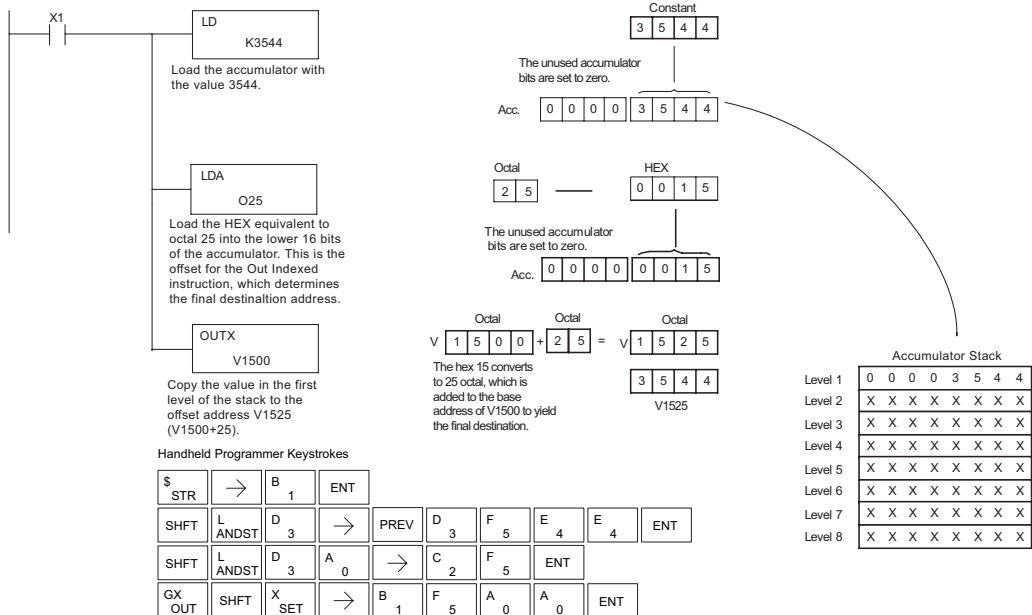 X1
LD
K3544
Load the accumulator with
the value 3544.
Constant
3 5 4 4
The unused accumulator
bits are set to zero.
Acc. 0 0 0 0 3 5 4 4
LDA
O25
Load the HEX equivalent to
octal 25 into the lower 16 bits
of the accumulator. This is the
offset for the Out Indexed
instruction, which determines
the final destinaltion address.
Octal HEX
2 5 0 0 1 5
The unused accumulator
bits are set to zero.
Acc. 0 0 0 0 0 0 1 5
OUTX
V1500
Copy the value in the first
level of the stack to the
offset address V1525
(V1500+25).
Octal Octal Octal
V 1 5 0 0 + 2 5 = V 1 5 2 5
The hex 15 converts
to 25 octal, which is
added to the base
address of V1500 to yield
the final destination.
3 5 4 4
V1525
Accumulator Stack
Level 1 0 0 0 0 3 5 4 4
Level 2 X X X X X X X X
Level 3 X X X X X X X X
Level 4 X X X X X X X X
Level 5 X X X X X X X X
Level 6 X X X X X X X X
Level 7 X X X X X X X X
Level 8 X X X X X X X X
Handheld Programmer Keystrokes
$ STR → B 1 ENT
SHFT L ANDST D 3 → PREV D 3 F 5 E 4 E 4 ENT
SHFT L ANDST D 3 A 0 → C 2 F 5 ENT
GX OUT SHFT X SET → B 1 F 5 A 0 A 0 ENT